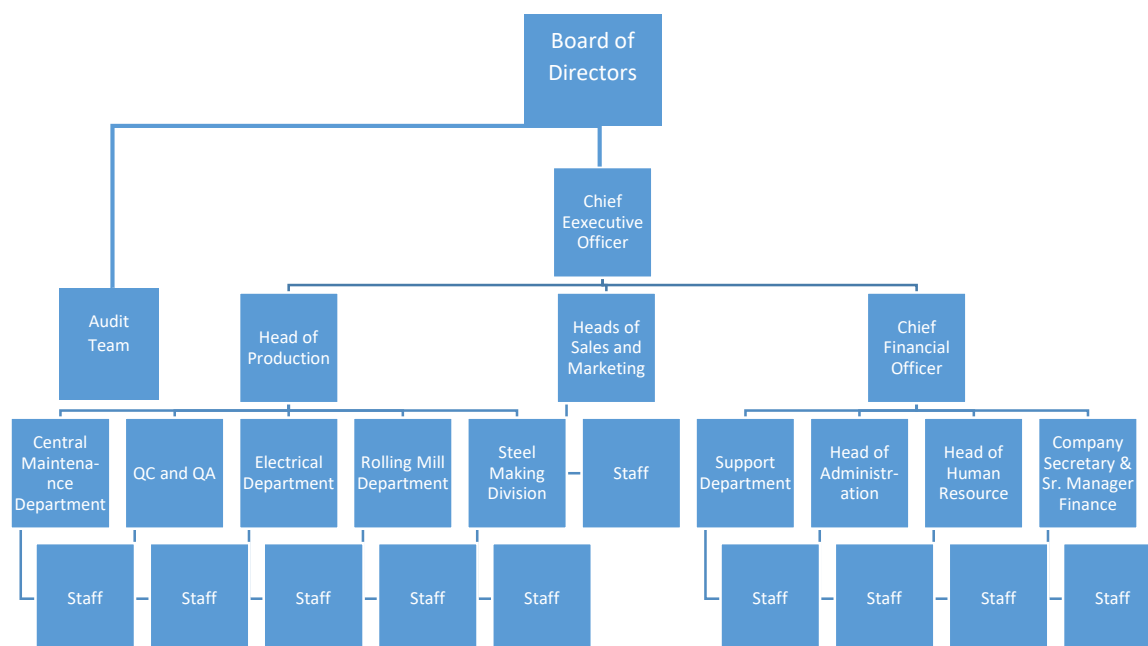 Board of
Directors
Chief
Eexecutive
Officer
Audit
Team
Head of
Production
Heads of
Sales and
Marketing
Chief
Financial
Officer
Central
Maintena-
nce
Department
QC and QA
Electrical
Department
Rolling Mill
Department
Steel
Making
Division
Staff
Support
Department
Head of
Administr-
ation
Head of
Human
Resource
Company
Secretary &
Sr. Manager
Finance
Staff
Staff
Staff
Staff
Staff
Staff
Staff
Staff
Staff